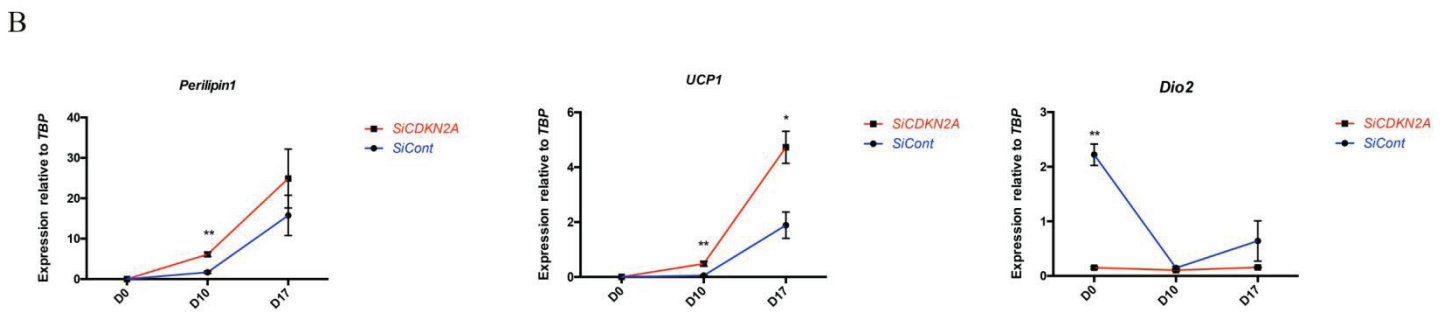 B
Perilipin1
Expression relative to TBP
40
30
20
10
0
**
D0
D10
D17
SiCDKN2A
SiCont
UCP1
Expression relative to TBP
6
4
2
0
**
*
D0
D10
D17
SiCDKN2A
SiCont
Dio2
Expression relative to TBP
3
2
1
0
**
D0
D10
D17
SiCDKN2A
SiCont